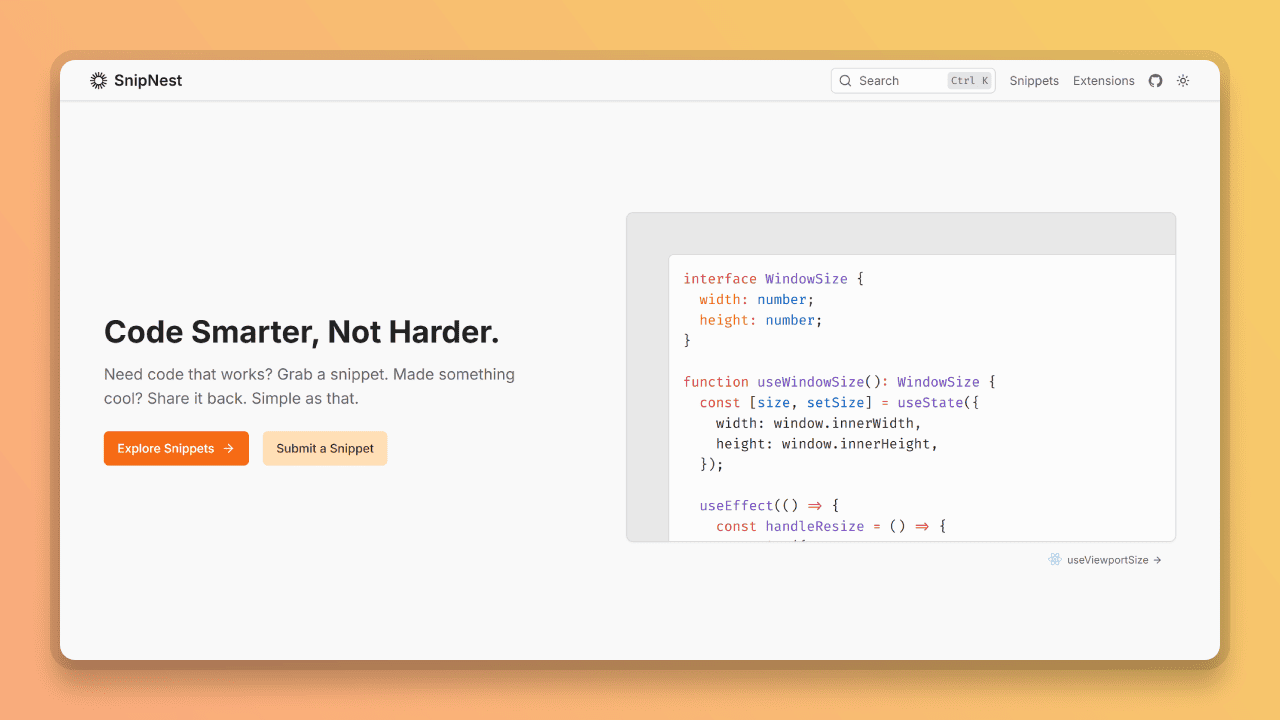 SnipNest
Search Ctrl K Snippets Extensions
Code Smarter, Not Harder.
Need code that works? Grab a snippet. Made something
cool? Share it back. Simple as that.
Explore Snippets → Submit a Snippet
interface WindowSize {
  width: number;
  height: number;
}
function useWindowSize(): WindowSize {
  const [size, setSize] = useState({
    width: window.innerWidth,
    height: window.innerHeight,
  });
  useEffect(() => {
    const handleResize = () => {
useViewportSize →